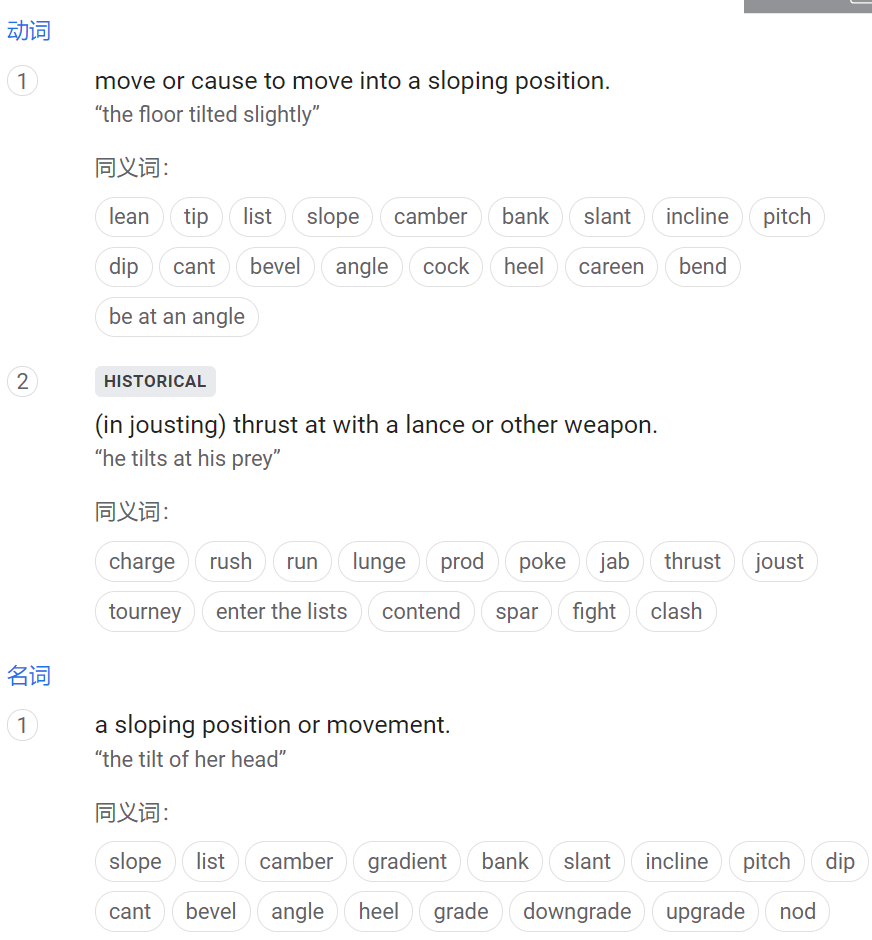 动词
1
move or cause to move into a sloping position.
“the floor tilted slightly”
同义词：
lean tip list slope camber bank slant incline pitch
dip cant bevel angle cock heel careen bend
be at an angle
2
HISTORICAL
(in jousting) thrust at with a lance or other weapon.
“he tilts at his prey”
同义词：
charge rush run lunge prod poke jab thrust joust
tourney enter the lists contend spar fight clash
名词
1
a sloping position or movement.
“the tilt of her head”
同义词：
slope list camber gradient bank slant incline pitch dip
cant bevel angle heel grade downgrade upgrade nod